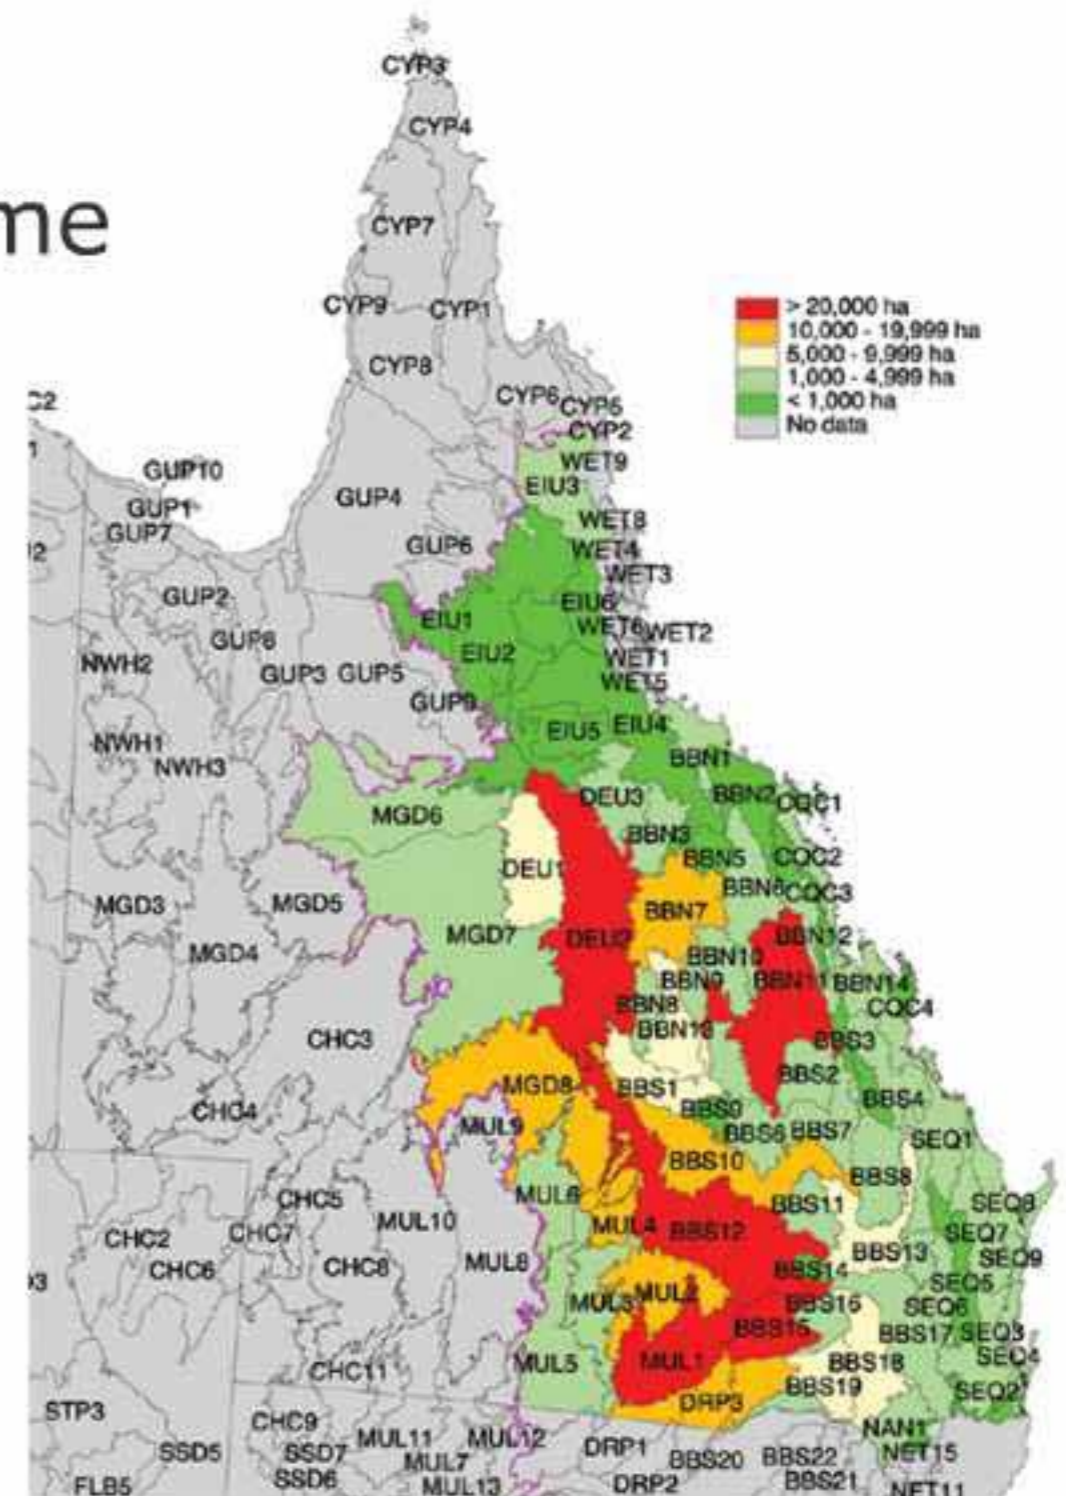 CYP3
CYP4
me
CYP7
CYP9 CYP1
> 20,000 ha
10,000 - 19,999 ha
5,000 - 9,999 ha
1,000 - 4,999 ha
< 1,000 ha
No data
CYP8
CYP6 CYP5
C2
CYP2
WET9
GUP10
EIU3
GUP4
GUP1
WET8
GUP7
GUP6
WET4
WET3
GUP2
EIU6
EIU1
WET6 WET2
GUP8
EIU2
WET1
NWH2
GUP3 GUP5
WET5
GUP9
EIU5 EIU4
NWH1
NWH3
BBN1
DEU3
BBN2 CQC1
MGD6
BBN3
BBN5 CQC2
DEU1
BBN6 CQC3
MGD3 MGD5
BBN7
MGD7 DEU2
BBN12
MGD4
BBN10
BBN9 BBN11 BBN14
BBN8
CQC4
BBN13
CHC3
BBS3
BBS2
MGD8 BBS1
BBS4
CHC4
BBS9
MUL9
BBS6 BBS7
SEQ1
BBS10
BBS8
CHC5
MUL6
BBS11
SEQ8
MUL10
MUL4 BBS12
CHC2 CHC7
SEQ7
BBS13
SEQ9
MUL8
CHC6 CHC8
BBS14
SEQ5
MUL3 MUL2
BBS16
SEQ6
BBS15
BBS17 SEQ3
MUL5 MUL1
BBS18
SEQ4
CHC11
BBS19
SEQ2
DRP3
STP3
CHC9
NAN1
MUL11 MUL12
SSD5 SSD7
DRP1
BBS20 BBS22 NET15
MUL7
FLB5 SSD6
MUL13
DRP2
BBS21
NET11